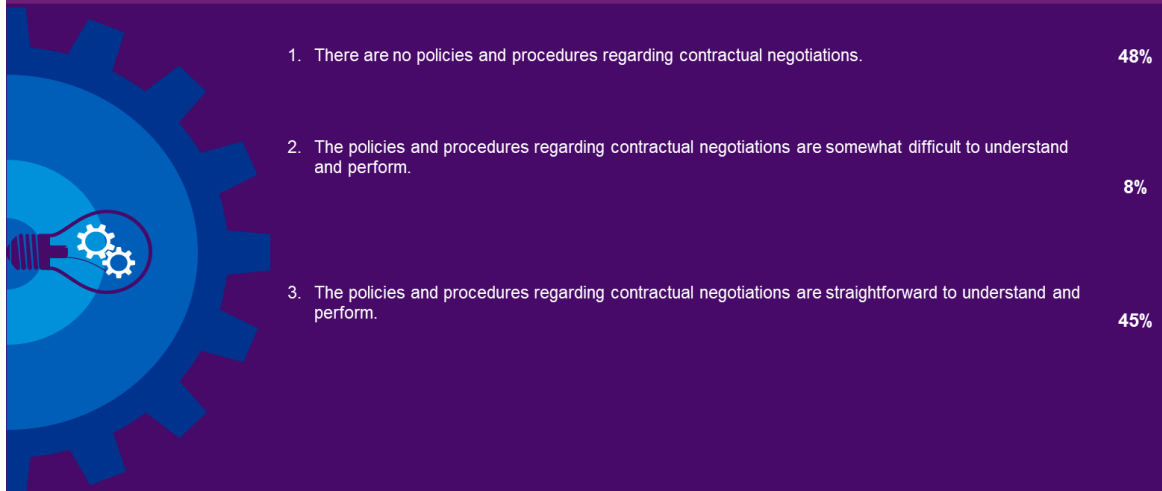 1. There are no policies and procedures regarding contractual negotiations. 48%
2. The policies and procedures regarding contractual negotiations are somewhat difficult to understand
and perform.
8%
3. The policies and procedures regarding contractual negotiations are straightforward to understand and
perform.
45%